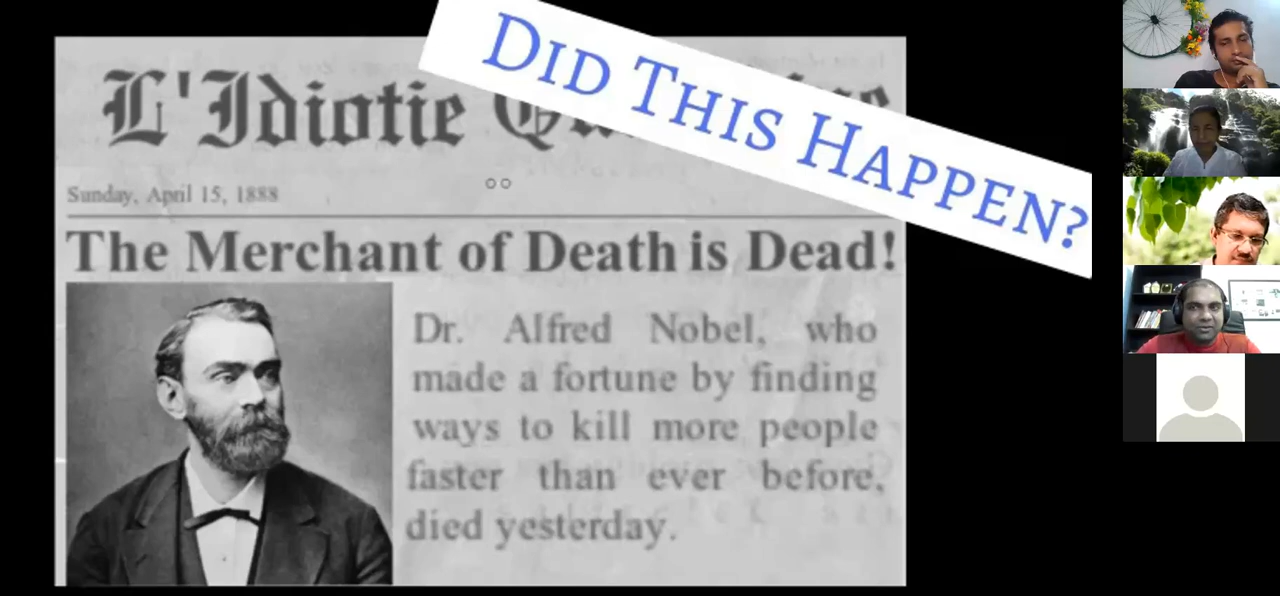 DID THIS HAPPEN?
L'Idiotie
Sunday, April 15, 1888
The Merchant of Death is Dead!
Dr. Alfred Nobel, who
made a fortune by finding
ways to kill more people
faster than ever before,
died yesterday.